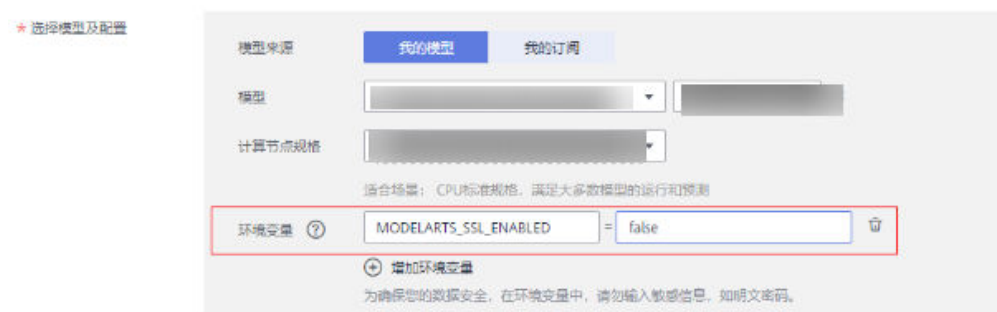 * 选择模型及配置
模型来源 我的模型 我的订阅
模型
计算节点规格
适合场景： CPU标准规格，满足大多数模型的运行和预测
环境变量 ? MODELARTS_SSL_ENABLED = false
增加环境变量
为确保您的数据安全，在环境变量中，请勿输入敏感信息，如明文密码。